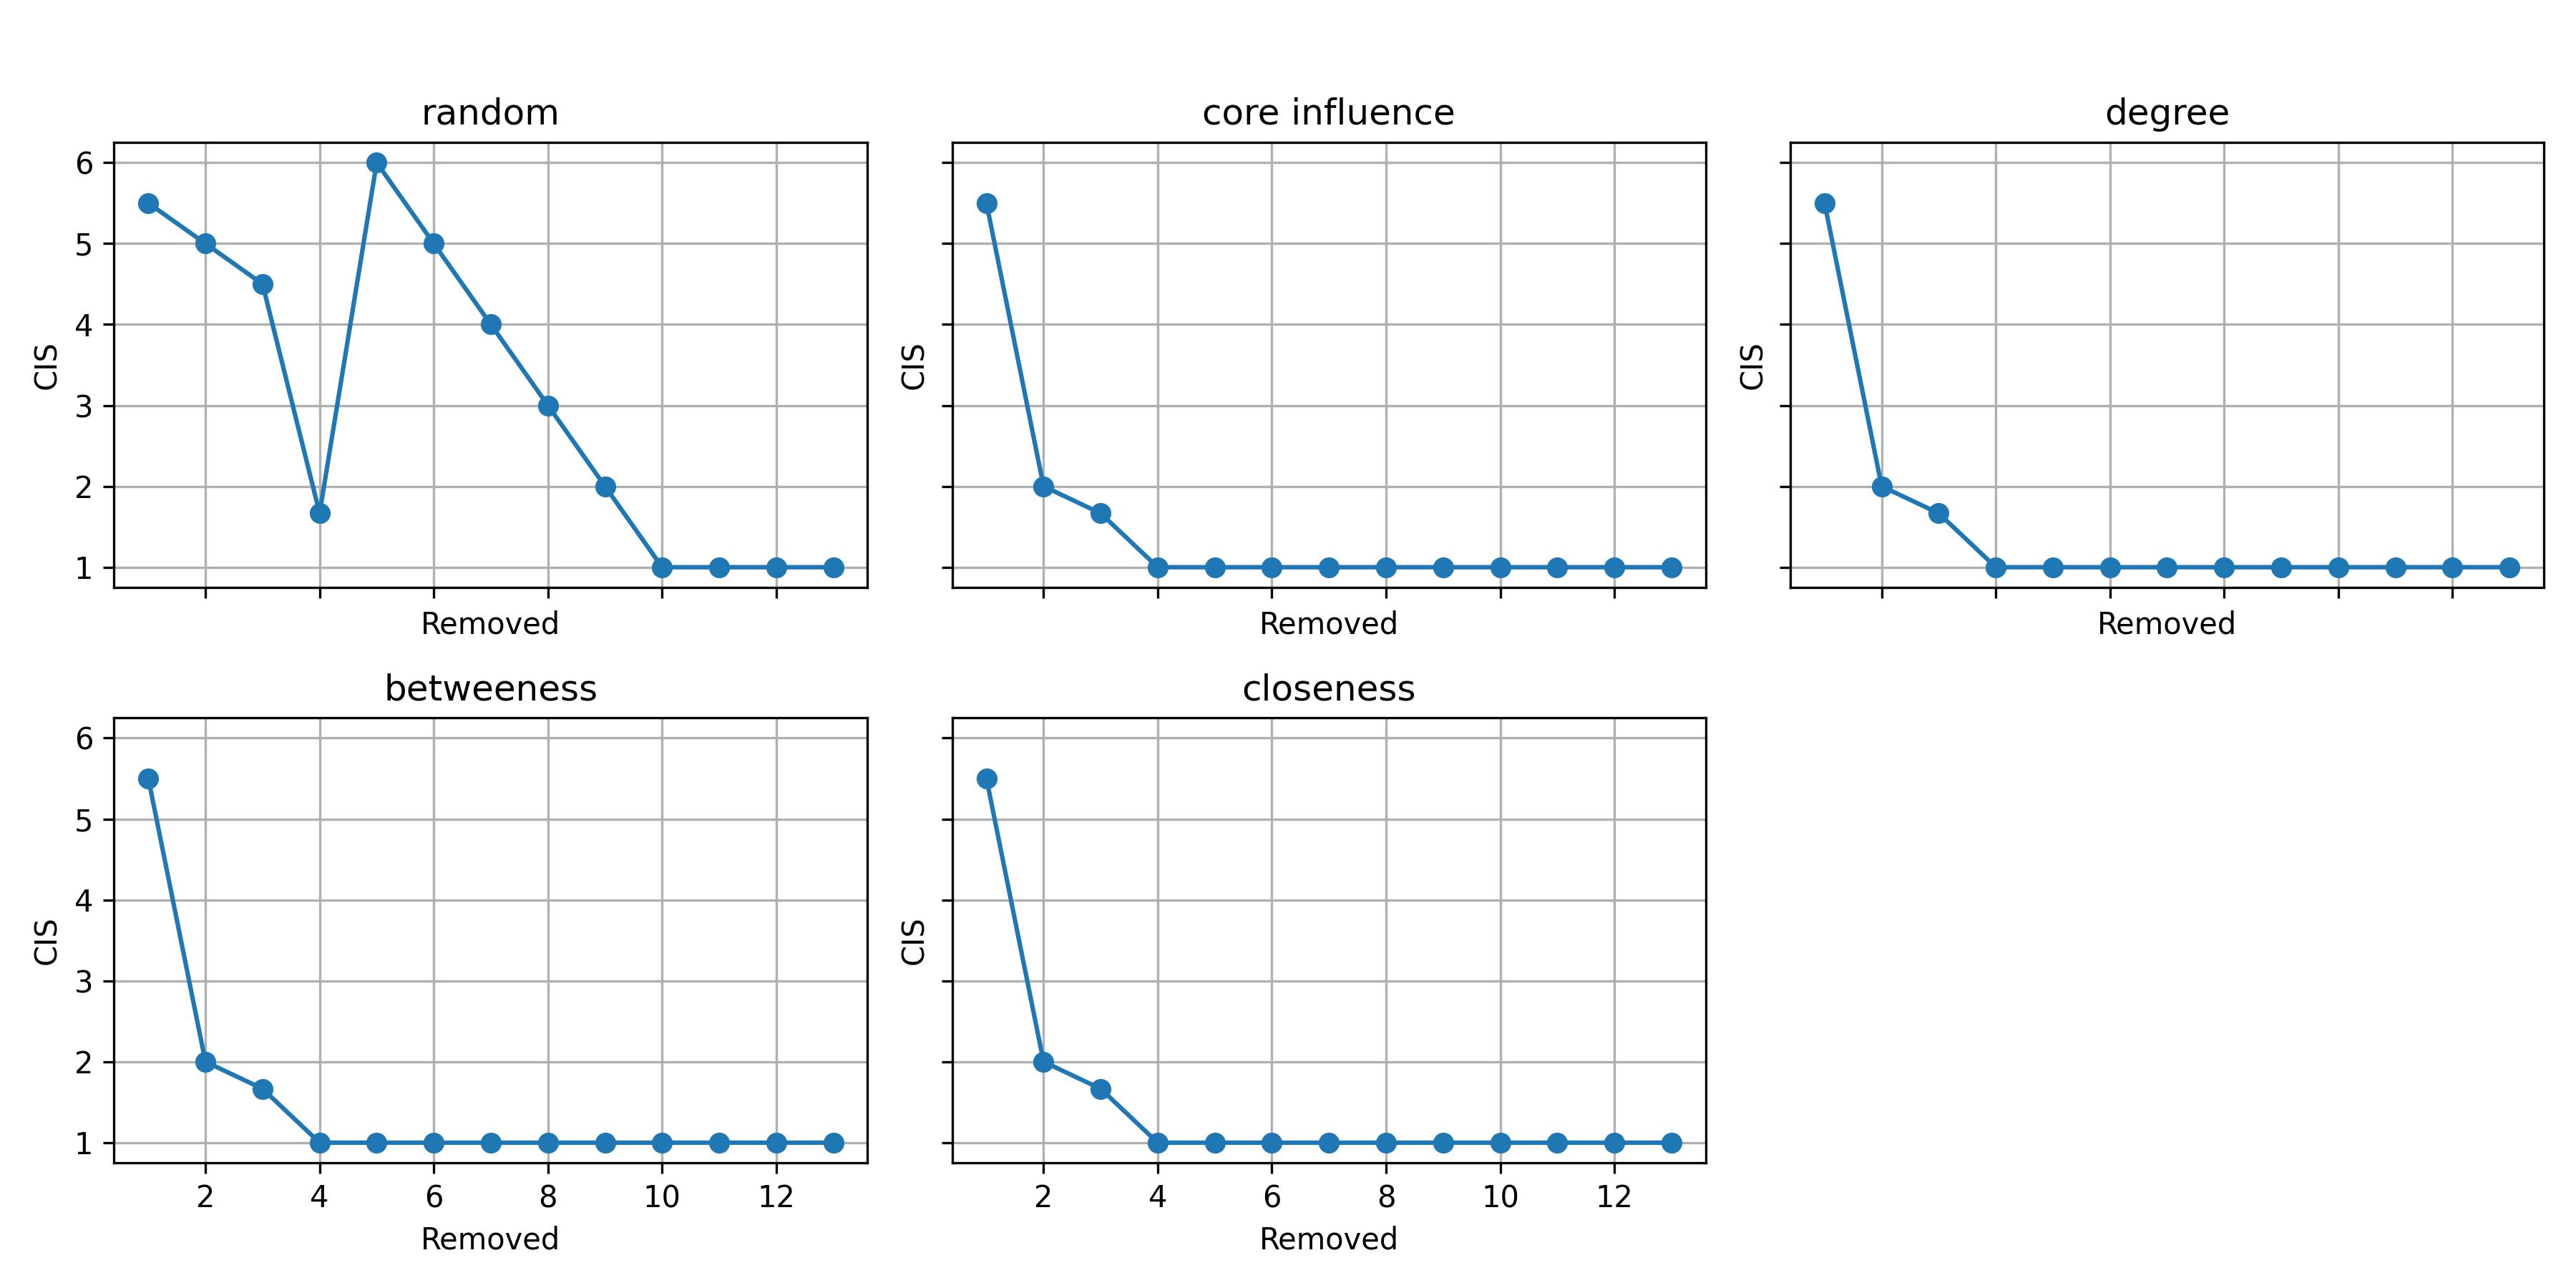 random
core influence
degree
6
5
4
3
2
1
CIS
CIS
CIS
Removed
Removed
Removed
betweeness
closeness
6
5
4
3
2
1
CIS
CIS
2 4 6 8 10 12
2 4 6 8 10 12
Removed
Removed